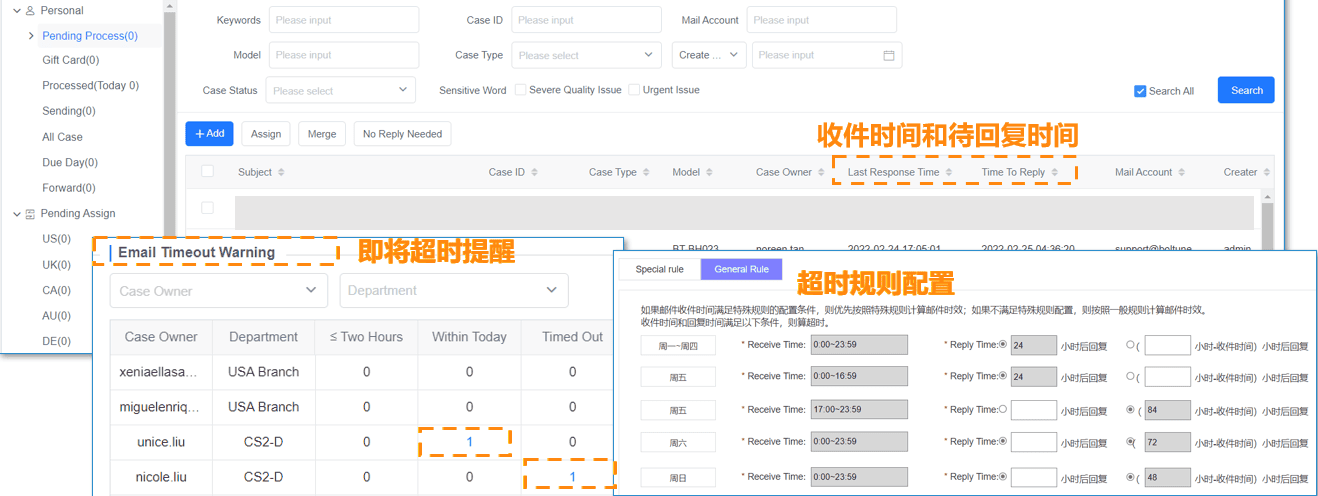 Personal
Pending Process(0)
Gift Card(0)
Processed(Today 0)
Sending(0)
All Case
Due Day(0)
Forward(0)
Pending Assign
US(0)
UK(0)
CA(0)
AU(0)
DE(0)
Keywords Please input Case ID Please input Mail Account Please input
Model Please input Case Type Please select Create ... Please input
Case Status Please select Sensitive Word Severe Quality Issue Urgent Issue Search All Search
+ Add Assign Merge No Reply Needed
收件时间和待回复时间
Subject Case ID Case Type Model Case Owner Last Response Time Time To Reply Mail Account Creater
BT-BH023 noreen.tan 2022-02-24 17:05:01 2022-02-25 04:36:20 support@boltune admin
Email Timeout Warning 即将超时提醒
Case Owner Department
Case Owner Department ≤ Two Hours Within Today Timed Out
xeniaellasa... USA Branch 0 0 0
miguelenriq... USA Branch 0 0 0
unice.liu CS2-D 0 1 0
nicole.liu CS2-D 0 0 1
Special rule General Rule 超时规则配置
如果邮件收件时间满足特殊规则的配置条件，则优先按照特殊规则计算邮件时效；如果不满足特殊规则配置，则按照一般规则计算邮件时效。
收件时间和回复时间满足以下条件，则算超时。
周一~周四 * Receive Time: 0:00~23:59 * Reply Time: 24 小时后回复 ( 小时-收件时间) 小时后回复
周五 * Receive Time: 0:00~16:59 * Reply Time: 24 小时后回复 ( 小时-收件时间) 小时后回复
周五 * Receive Time: 17:00~23:59 * Reply Time: 小时后回复 ( 84 小时-收件时间) 小时后回复
周六 * Receive Time: 0:00~23:59 * Reply Time: 小时后回复 ( 72 小时-收件时间) 小时后回复
周日 * Receive Time: 0:00~23:59 * Reply Time: 小时后回复 ( 48 小时-收件时间) 小时后回复